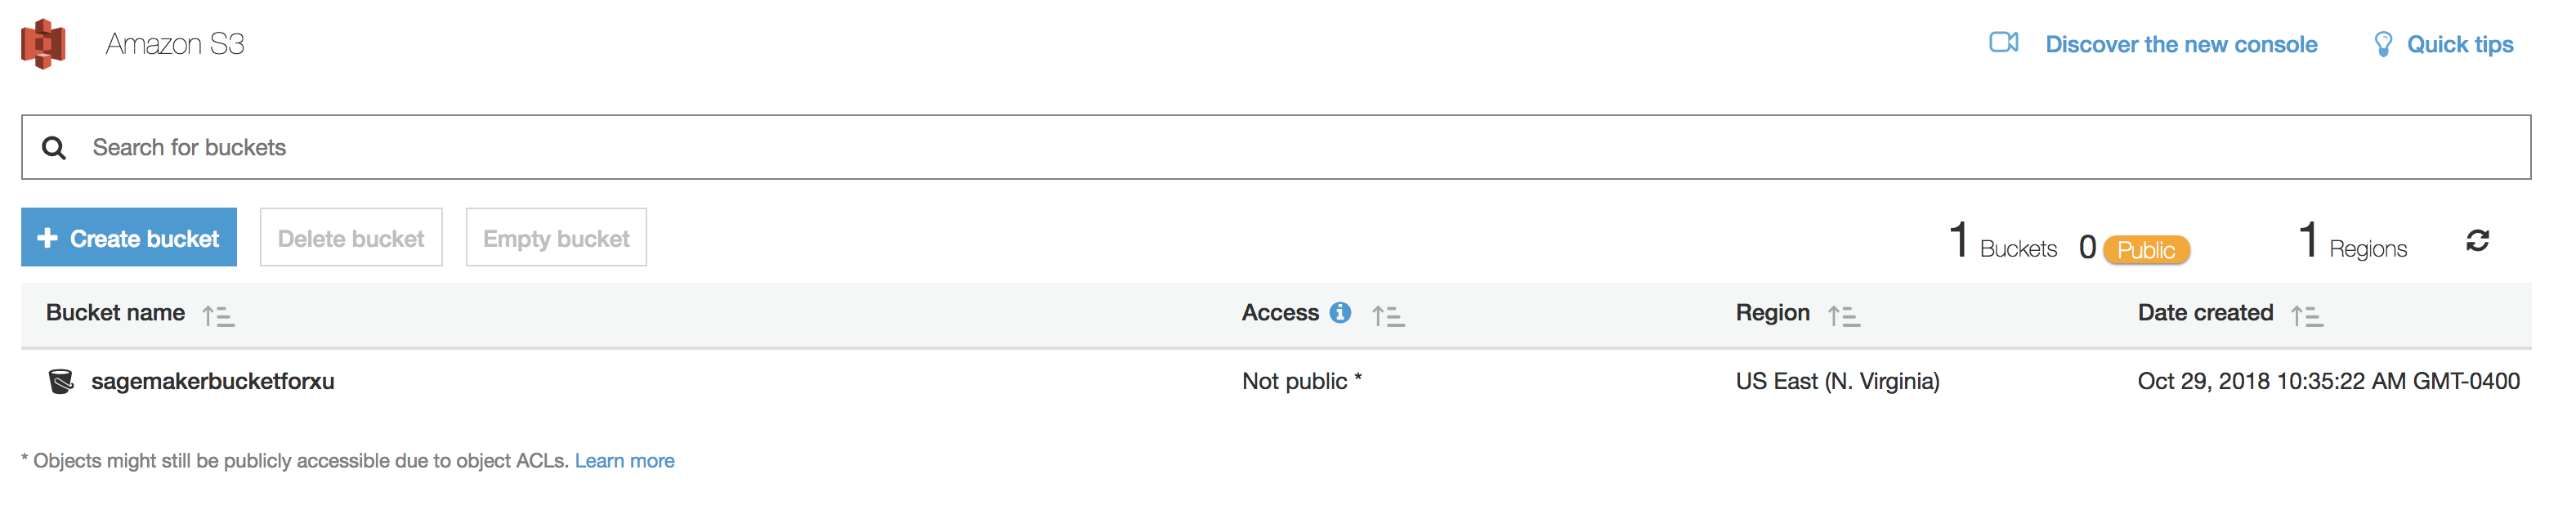 Amazon S3
Discover the new console
Quick tips
Search for buckets
Create bucket
Delete bucket
Empty bucket
1 Buckets
0 Public
1 Regions
Bucket name
Access
Region
Date created
sagemakerbucketforxu
Not public *
US East (N. Virginia)
Oct 29, 2018 10:35:22 AM GMT-0400
* Objects might still be publicly accessible due to object ACLs. Learn more